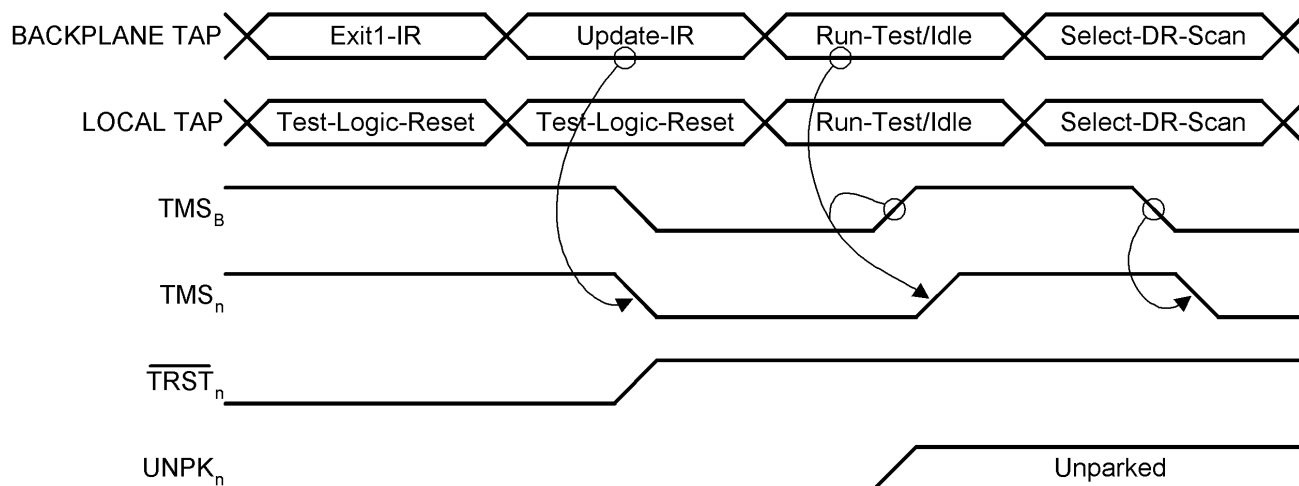 BACKPLANE TAP Exit1-IR Update-IR Run-Test/Idle Select-DR-Scan
LOCAL TAP Test-Logic-Reset Test-Logic-Reset Run-Test/Idle Select-DR-Scan
TMS_B
TMS_n
T̅R̅S̅T̅_n
UNPK_n Unparked